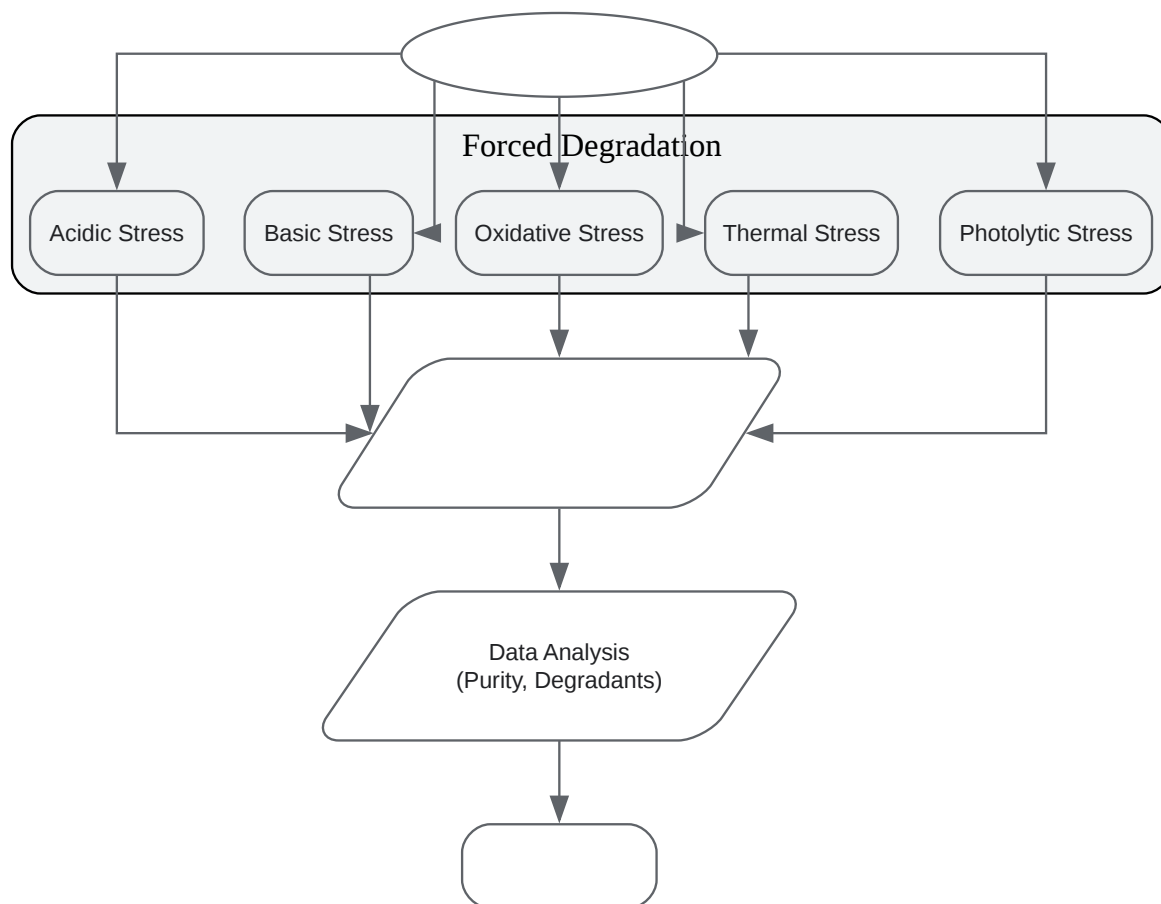 Forced Degradation
Acidic Stress
Basic Stress
Oxidative Stress
Thermal Stress
Photolytic Stress
Data Analysis
(Purity, Degradants)